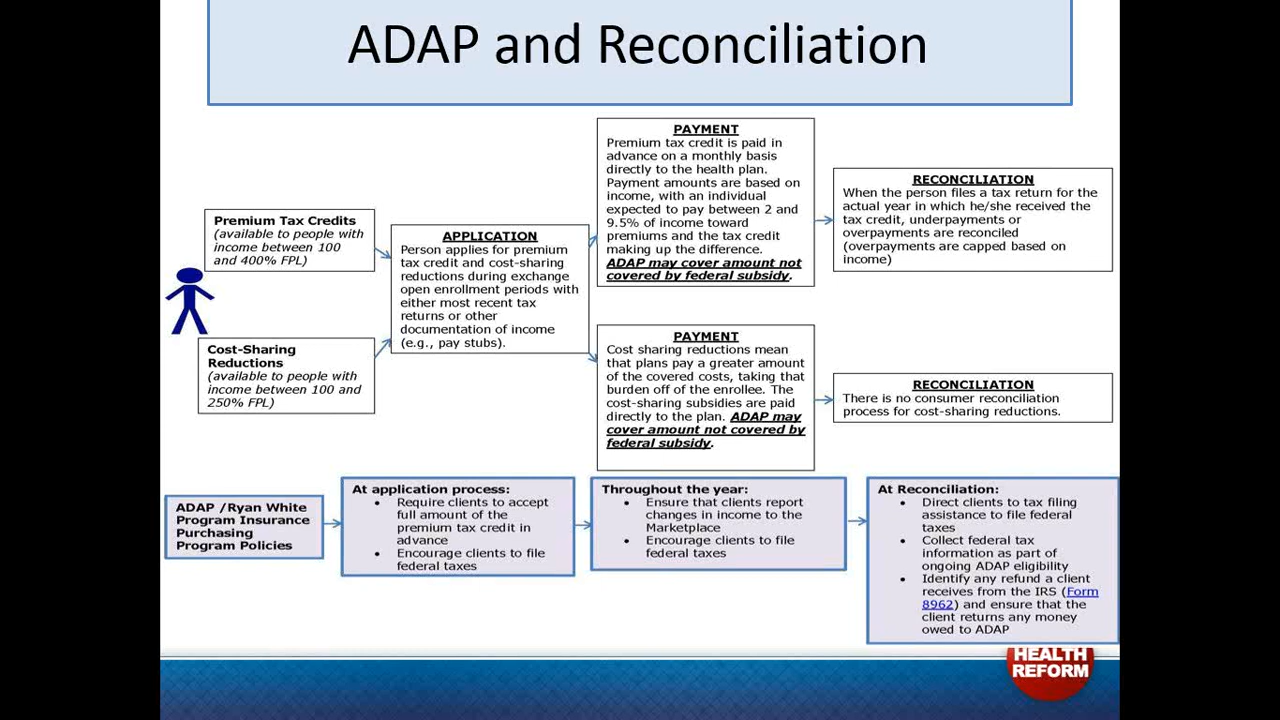 ADAP and Reconciliation
Premium Tax Credits
(available to people with
income between 100
and 400% FPL)
Cost-Sharing
Reductions
(available to people with
income between 100 and
250% FPL)
APPLICATION
Person applies for premium
tax credit and cost-sharing
reductions during exchange
open enrollment periods with
either most recent tax
returns or other
documentation of income
(e.g., pay stubs).
PAYMENT
Premium tax credit is paid in
advance on a monthly basis
directly to the health plan.
Payment amounts are based on
income, with an individual
expected to pay between 2 and
9.5% of income toward
premiums and the tax credit
making up the difference.
ADAP may cover amount not
covered by federal subsidy.
RECONCILIATION
When the person files a tax return for the
actual year in which he/she received the
tax credit, underpayments or
overpayments are reconciled
(overpayments are capped based on
income)
PAYMENT
Cost sharing reductions mean
that plans pay a greater amount
of the covered costs, taking that
burden off of the enrollee. The
cost-sharing subsidies are paid
directly to the plan. ADAP may
cover amount not covered by
federal subsidy.
RECONCILIATION
There is no consumer reconciliation
process for cost-sharing reductions.
ADAP /Ryan White
Program Insurance
Purchasing
Program Policies
At application process:
• Require clients to accept
full amount of the
premium tax credit in
advance
• Encourage clients to file
federal taxes
Throughout the year:
• Ensure that clients report
changes in income to the
Marketplace
• Encourage clients to file
federal taxes
At Reconciliation:
• Direct clients to tax filing
assistance to file federal
taxes
• Collect federal tax
information as part of
ongoing ADAP eligibility
• Identify any refund a client
receives from the IRS (Form
8962) and ensure that the
client returns any money
owed to ADAP
HEALTH
REFORM